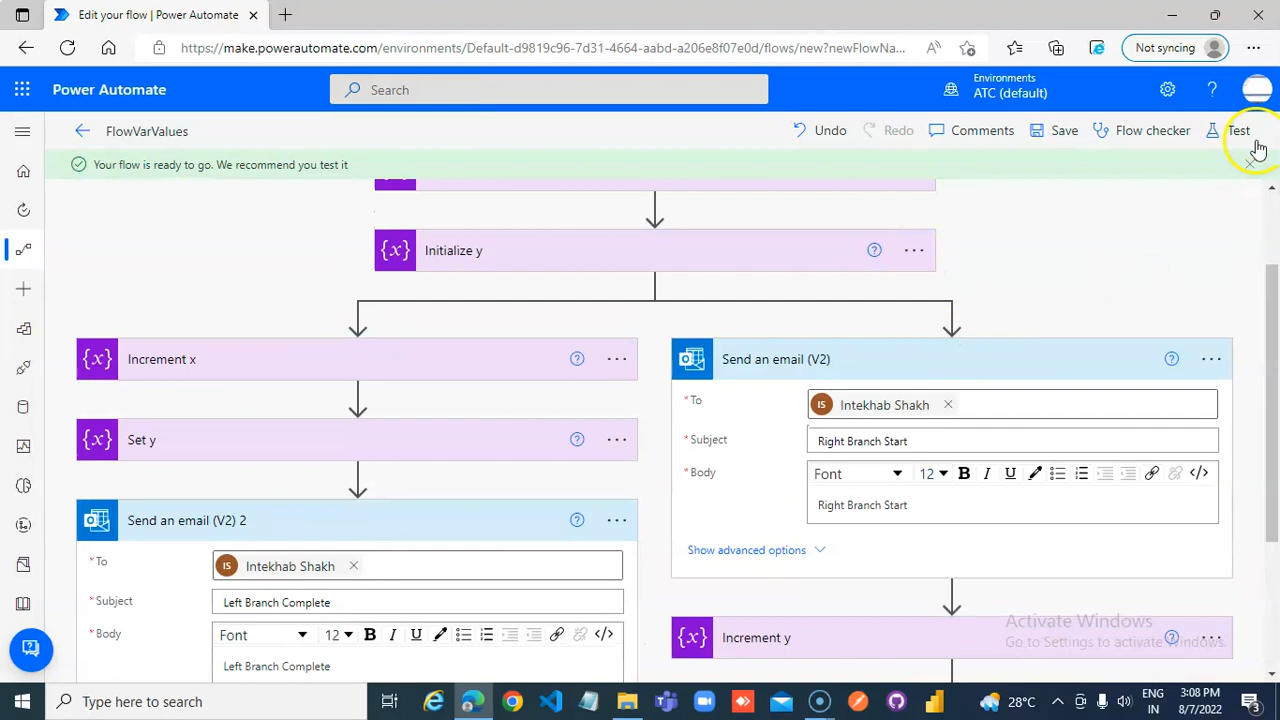 Edit your flow | Power Automate
https://make.powerautomate.com/environments/Default-d9819c96-7d31-4664-aabd-a206e8f07e0d/flows/new?newFlowNa...
Not syncing
Power Automate
Search
Environments
ATC (default)
FlowVarValues
Undo
Redo
Comments
Save
Flow checker
Test
Your flow is ready to go. We recommend you test it
{x} Initialize y
{x} Increment x
Send an email (V2)
* To
IS Intekhab Shakh
* Subject
Right Branch Start
* Body
Font 12 B I U
Right Branch Start
Show advanced options
{x} Set y
Send an email (V2) 2
* To
IS Intekhab Shakh
* Subject
Left Branch Complete
* Body
Font 12 B I U
Left Branch Complete
{x} Increment y
Activate Windows
Go to Settings to activate Windows.
Type here to search
28°C
ENG
IN
3:08 PM
8/7/2022
3